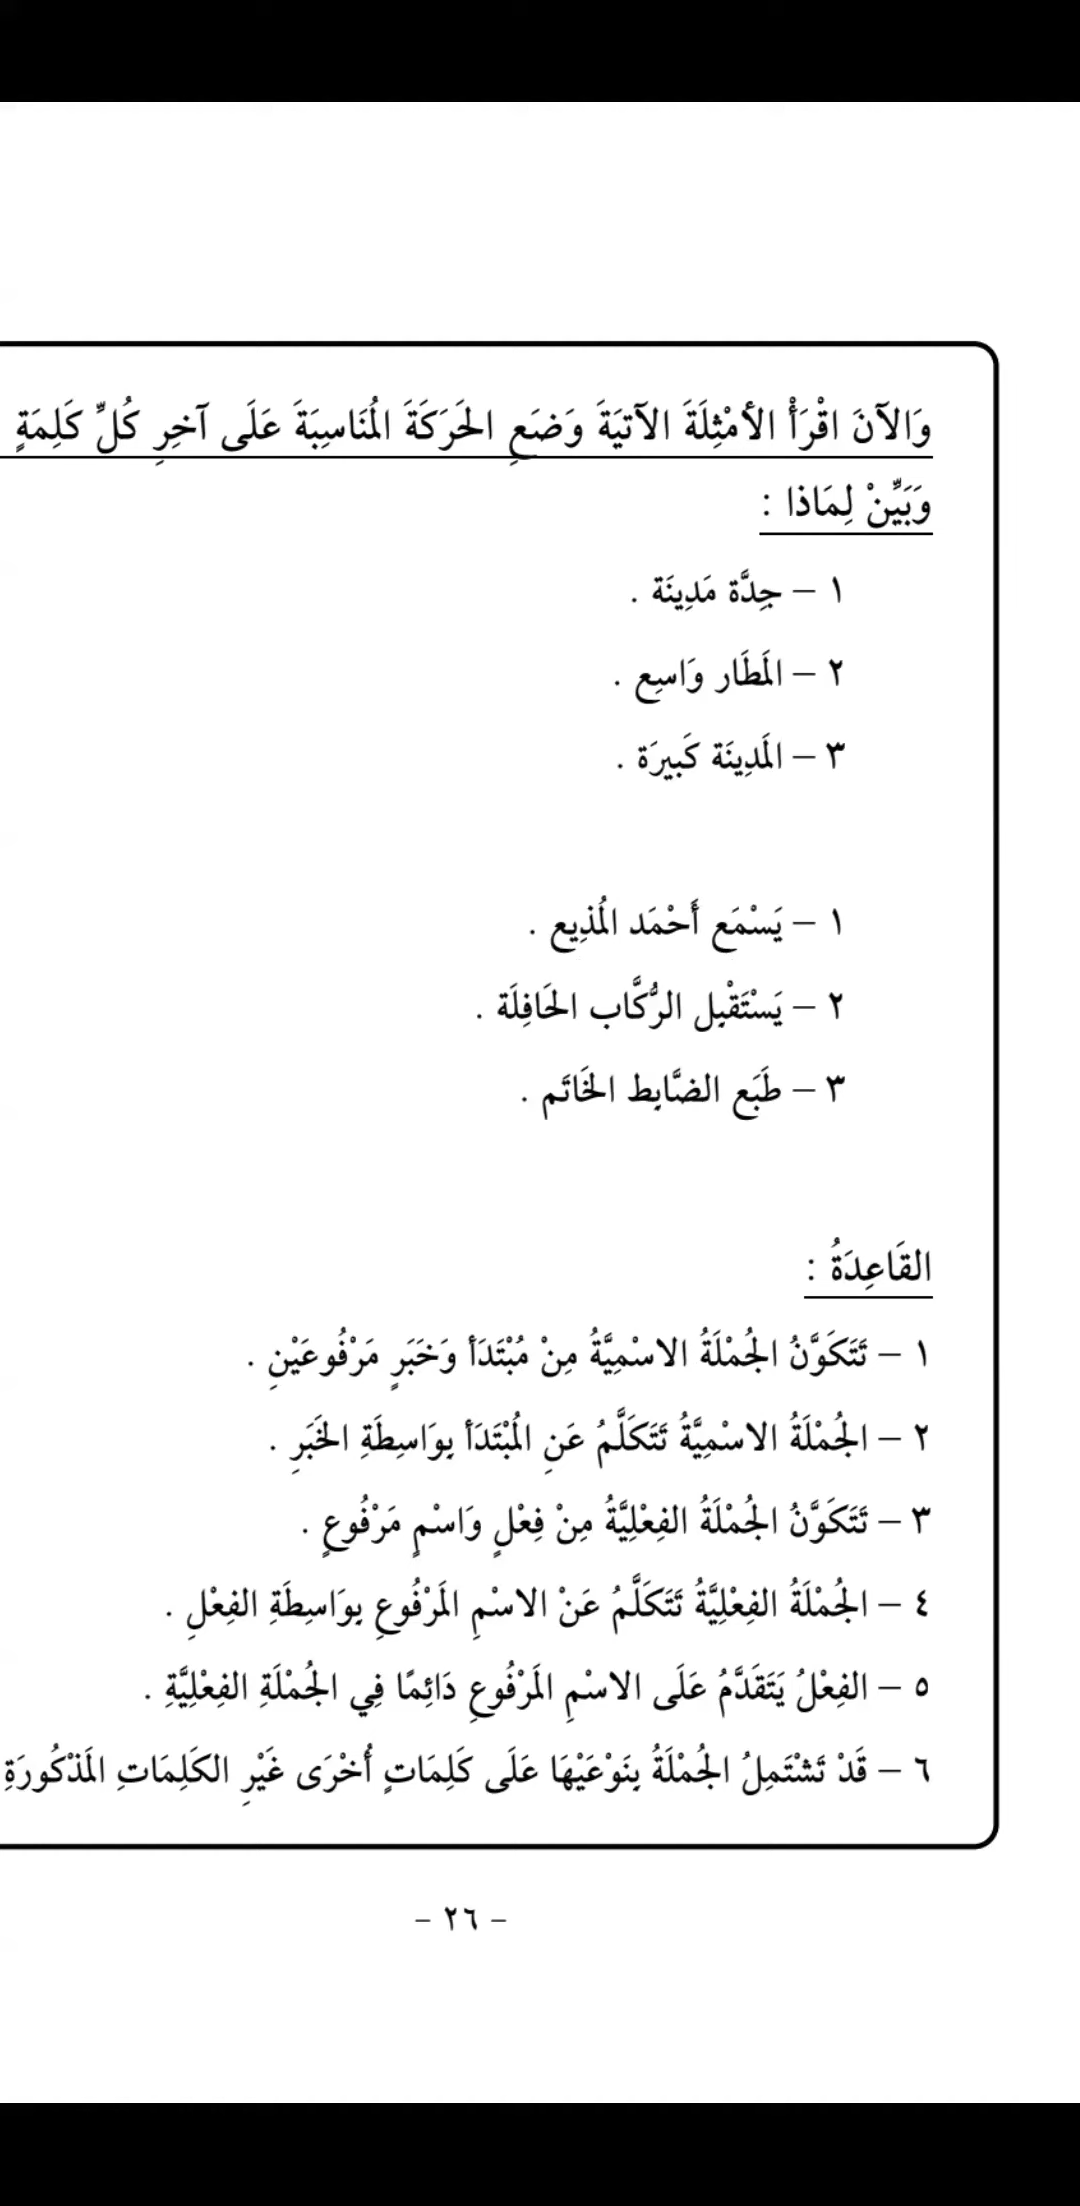 وَالآنَ اقْرَأْ الأَمْثِلَةَ الآتيَةَ وَضَعِ الحَرَكَةَ المُنَاسِبَةَ عَلَى آخِرِ كُلِّ كَلِمَةٍ
وَبَيِّنْ لِمَاذا :
١ – جِدَّة مَدِينَة .
٢ – المَطَار وَاسِع .
٣ – المَدِينَة كَبيرَة .
١ – يَسْمَع أَحْمَد المُذِيع .
٢ – يَسْتَقْبِل الرُّكَّاب الحَافِلَة .
٣ – طَبَع الضَّابِط الخَاتَم .
القَاعِدَةُ :
١ – تَتَكَوَّنُ الجُمْلَةُ الاسْمِيَّةُ مِنْ مُبْتَدَأ وَخَبَرٍ مَرْفُوعَيْنِ .
٢ – الجُمْلَةُ الاسْمِيَّةُ تَتَكَلَّمُ عَنِ المُبْتَدَأ بِوَاسِطَةِ الخَبَرِ .
٣ – تَتَكَوَّنُ الجُمْلَةُ الفِعْلِيَّةُ مِنْ فِعْلٍ وَاسْمٍ مَرْفُوعٍ .
٤ – الجُمْلَةُ الفِعْلِيَّةُ تَتَكَلَّمُ عَنْ الاسْمِ المَرْفُوعِ بِوَاسِطَةِ الفِعْلِ .
٥ – الفِعْلُ يَتَقَدَّمُ عَلَى الاسْمِ المَرْفُوعِ دَائِمًا فِي الجُمْلَةِ الفِعْلِيَّةِ .
٦ – قَدْ تَشْتَمِلُ الجُمْلَةُ بِنَوْعَيْهَا عَلَى كَلِمَاتٍ أُخْرَى غَيْرِ الكَلِمَاتِ المَذْكُورَةِ
– ٢٦ –